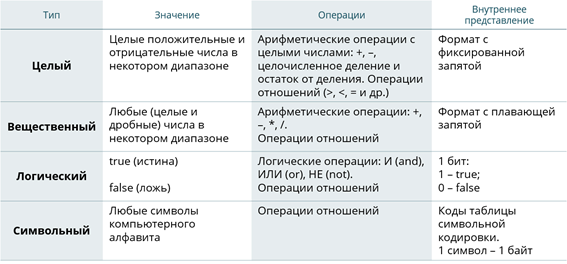 Тип
Значение
Операции
Внутреннее
представление
Целый
Целые положительные и
отрицательные числа в
некотором диапазоне
Арифметические операции с
целыми числами: +, –,
целочисленное деление и
остаток от деления. Операции
отношений (>, <, = и др.)
Формат с
фиксированной
запятой
Вещественный
Любые (целые и
дробные) числа в
некотором диапазоне
Арифметические операции: +,
–, *, /.
Операции отношений
Формат с плавающей
запятой
Логический
true (истина)
false (ложь)
Логические операции: И (and),
ИЛИ (or), НЕ (not).
Операции отношений
1 бит:
1 – true;
0 – false
Символьный
Любые символы
компьютерного
алфавита
Операции отношений
Коды таблицы
символьной
кодировки.
1 символ – 1 байт